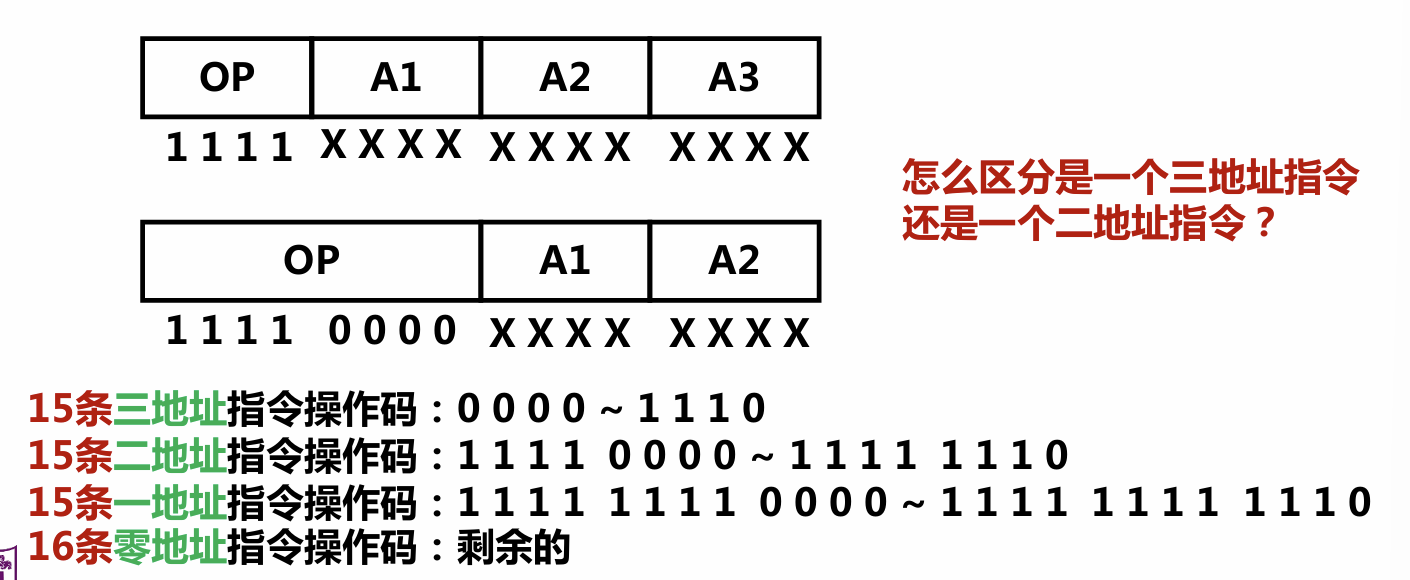 OP A1 A2 A3
1 1 1 1 X X X X X X X X X X X X
怎么区分是一个三地址指令
还是一个二地址指令？
OP A1 A2
1 1 1 1 0 0 0 0 X X X X X X X X
15条三地址指令操作码：0 0 0 0 ~ 1 1 1 0
15条二地址指令操作码：1 1 1 1 0 0 0 0 ~ 1 1 1 1 1 1 1 0
15条一地址指令操作码：1 1 1 1 1 1 1 1 0 0 0 0 ~ 1 1 1 1 1 1 1 1 1 1 1 0
16条零地址指令操作码：剩余的